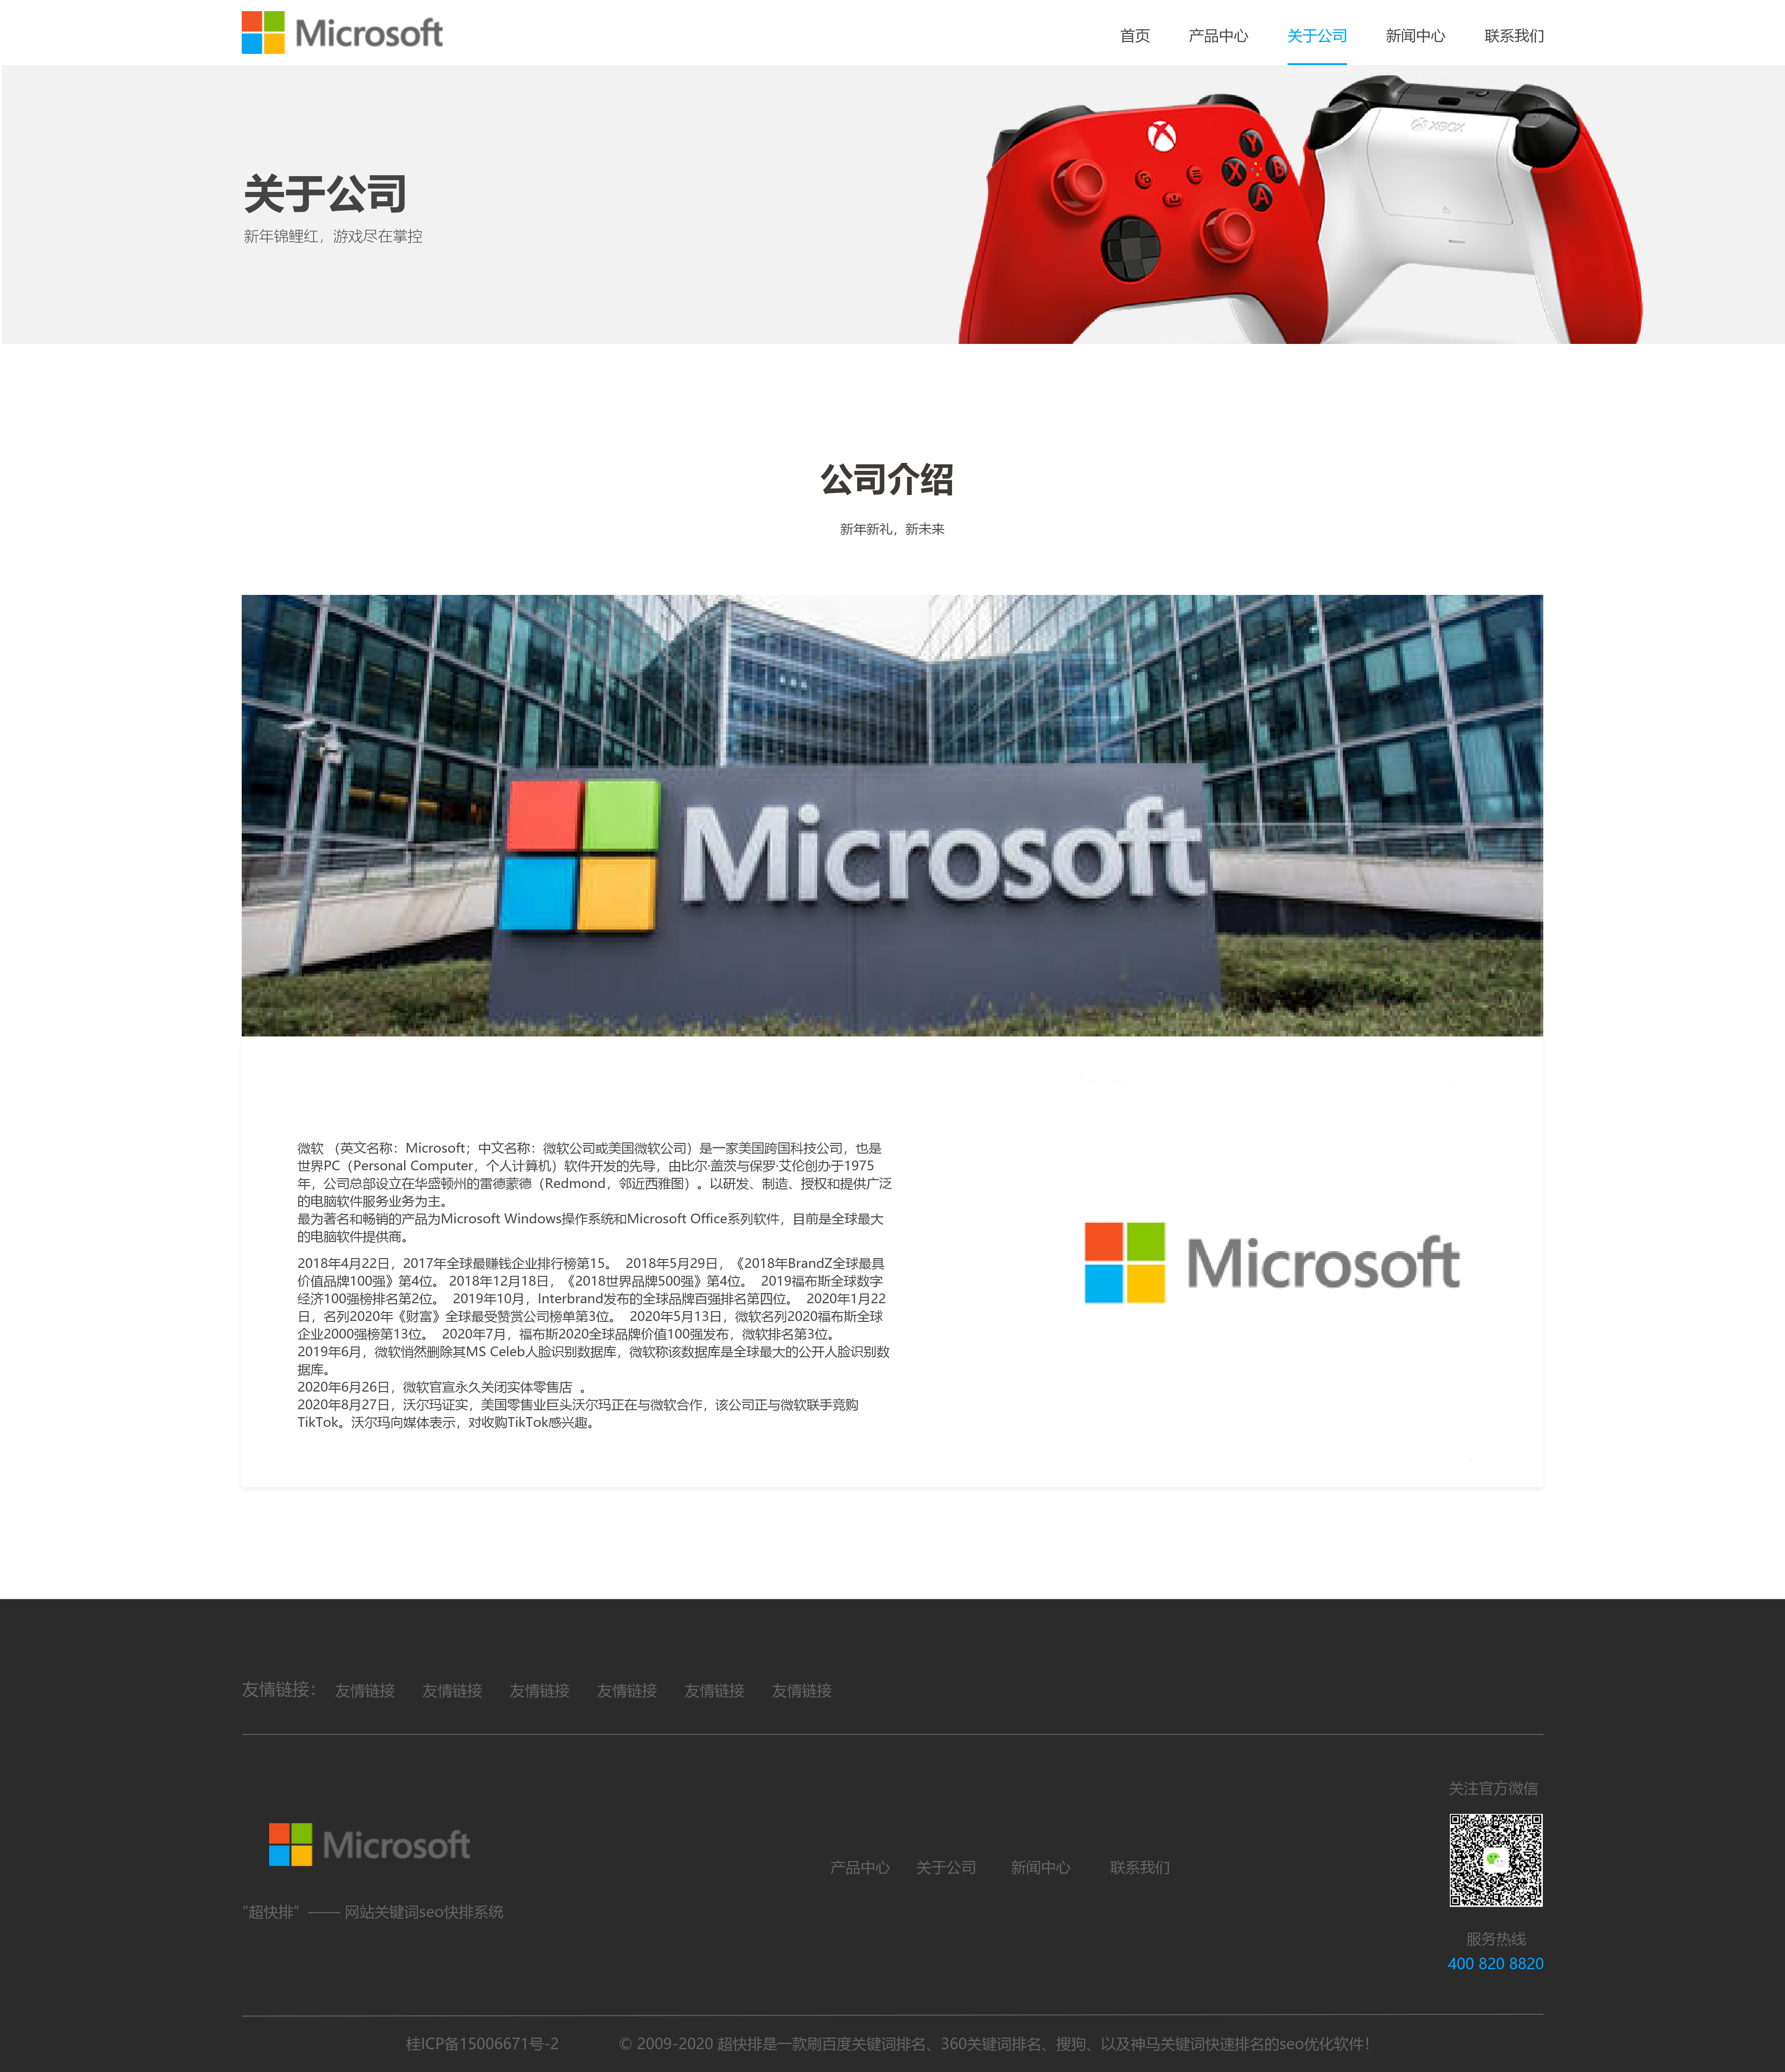 Microsoft
首页 产品中心 关于公司 新闻中心 联系我们
关于公司
新年锦鲤红，游戏尽在掌控
XBOX
Y
X B
A
公司介绍
新年新礼，新未来
Microsoft
微软 （英文名称：Microsoft；中文名称：微软公司或美国微软公司）是一家美国跨国科技公司，也是
世界PC（Personal Computer，个人计算机）软件开发的先导，由比尔·盖茨与保罗·艾伦创办于1975
年，公司总部设立在华盛顿州的雷德蒙德（Redmond，邻近西雅图）。以研发、制造、授权和提供广泛
的电脑软件服务业务为主。
最为著名和畅销的产品为Microsoft Windows操作系统和Microsoft Office系列软件，目前是全球最大
的电脑软件提供商。
2018年4月22日，2017年全球最赚钱企业排行榜第15。 2018年5月29日，《2018年BrandZ全球最具
价值品牌100强》第4位。 2018年12月18日，《2018世界品牌500强》第4位。 2019福布斯全球数字
经济100强榜排名第2位。 2019年10月，Interbrand发布的全球品牌百强排名第四位。 2020年1月22
日，名列2020年《财富》全球最受赞赏公司榜单第3位。 2020年5月13日，微软名列2020福布斯全球
企业2000强榜第13位。 2020年7月，福布斯2020全球品牌价值100强发布，微软排名第3位。
2019年6月，微软悄然删除其MS Celeb人脸识别数据库，微软称该数据库是全球最大的公开人脸识别数
据库。
2020年6月26日，微软官宣永久关闭实体零售店 。
2020年8月27日，沃尔玛证实，美国零售业巨头沃尔玛正在与微软合作，该公司正与微软联手竞购
TikTok。沃尔玛向媒体表示，对收购TikTok感兴趣。
Microsoft
友情链接： 友情链接 友情链接 友情链接 友情链接 友情链接 友情链接
关注官方微信
Microsoft
产品中心 关于公司 新闻中心 联系我们
“超快排” —— 网站关键词seo快排系统
服务热线
400 820 8820
桂ICP备15006671号-2 © 2009-2020 超快排是一款刷百度关键词排名、360关键词排名、搜狗、以及神马关键词快速排名的seo优化软件！